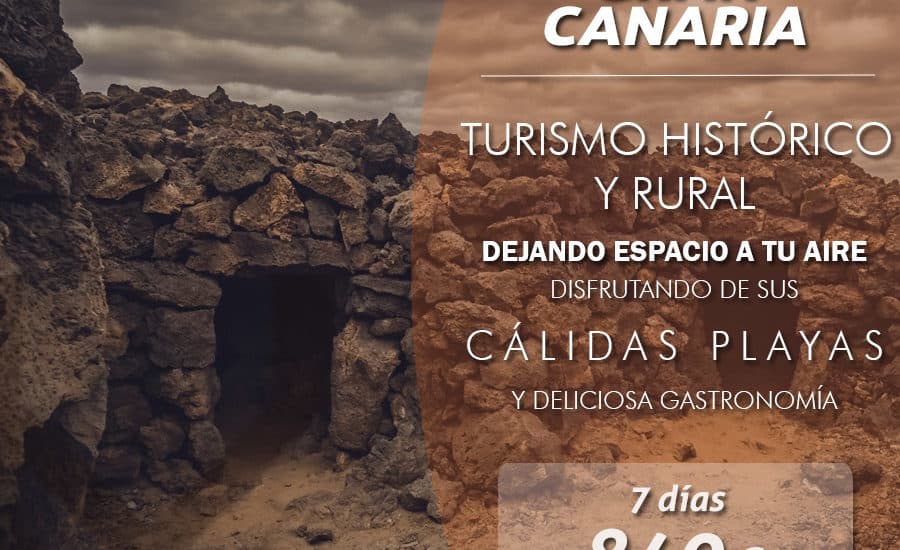 CANARIA
TURISMO HISTÓRICO
Y RURAL
DEJANDO ESPACIO A TU AIRE
DISFRUTANDO DE SUS
CÁLIDAS PLAYAS
Y DELICIOSA GASTRONOMÍA
7 días